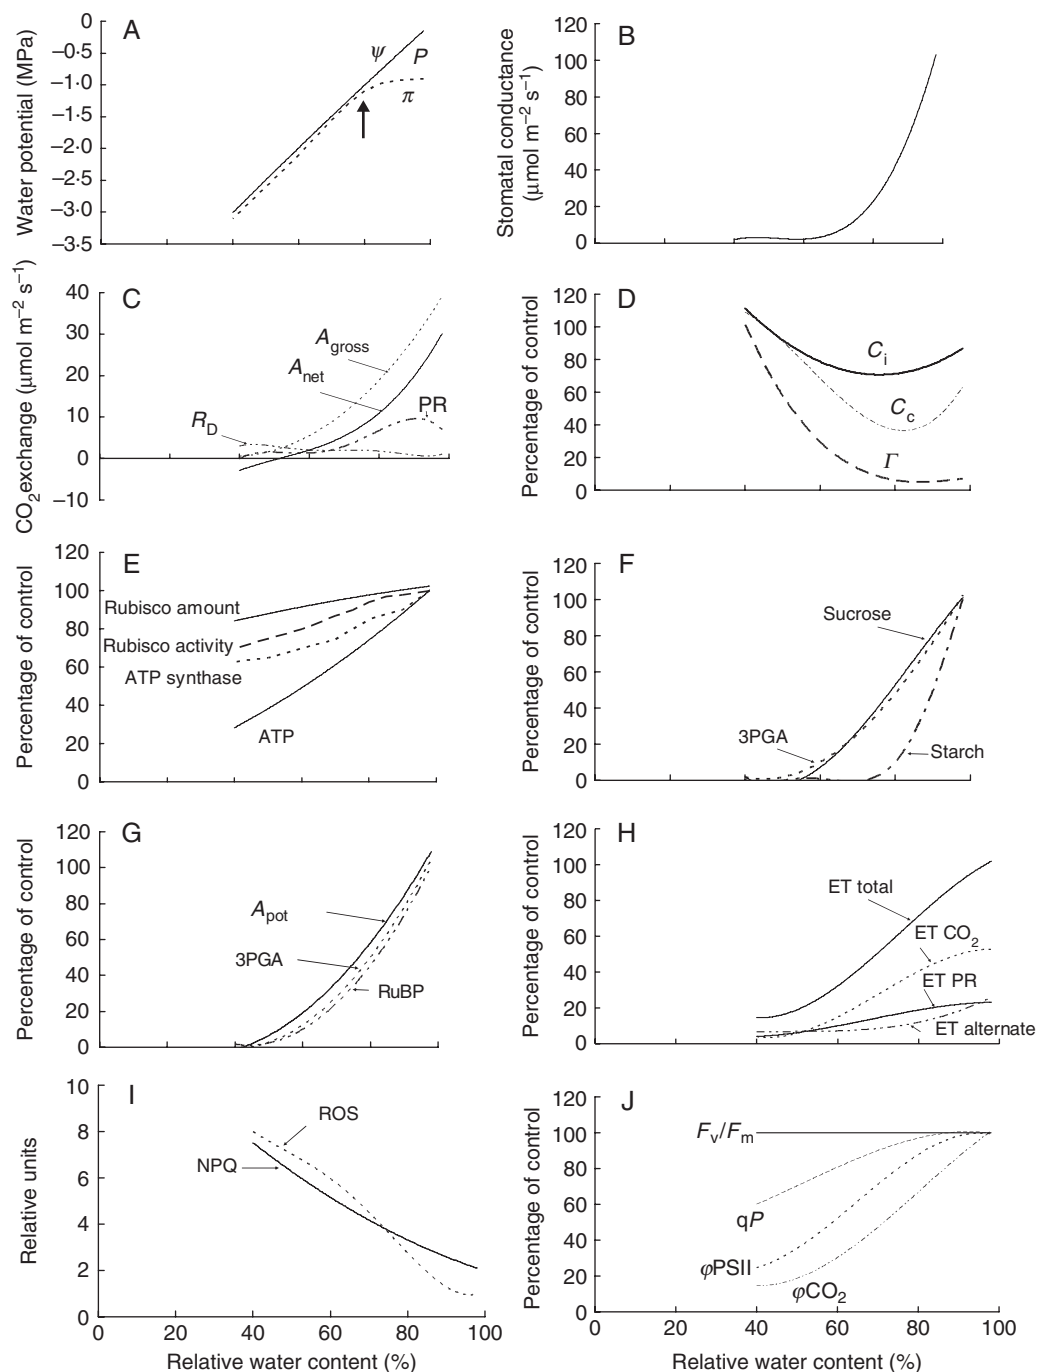 A
Water potential (MPa)
0
−0·5
−1·0
−1·5
−2·0
−2·5
−3·0
−3·5
ψ
P
π
B
Stomatal conductance
(μmol m−2 s−1)
120
100
80
60
40
20
0
C
CO2 exchange (μmol m−2 s−1)
40
30
20
10
0
−10
Agross
Anet
PR
RD
D
Percentage of control
120
100
80
60
40
20
0
Ci
Cc
Γ
E
Percentage of control
120
100
80
60
40
20
0
Rubisco amount
Rubisco activity
ATP synthase
ATP
F
Percentage of control
120
100
80
60
40
20
0
Sucrose
3PGA
Starch
G
Percentage of control
120
100
80
60
40
20
0
Apot
3PGA
RuBP
H
Percentage of control
120
100
80
60
40
20
0
ET total
ET CO2
ET PR
ET alternate
I
Relative units
10
8
6
4
2
0
ROS
NPQ
0 20 40 60 80 100
Relative water content (%)
J
Percentage of control
120
100
80
60
40
20
0
Fv/Fm
qP
φPSII
φCO2
0 20 40 60 80 100
Relative water content (%)